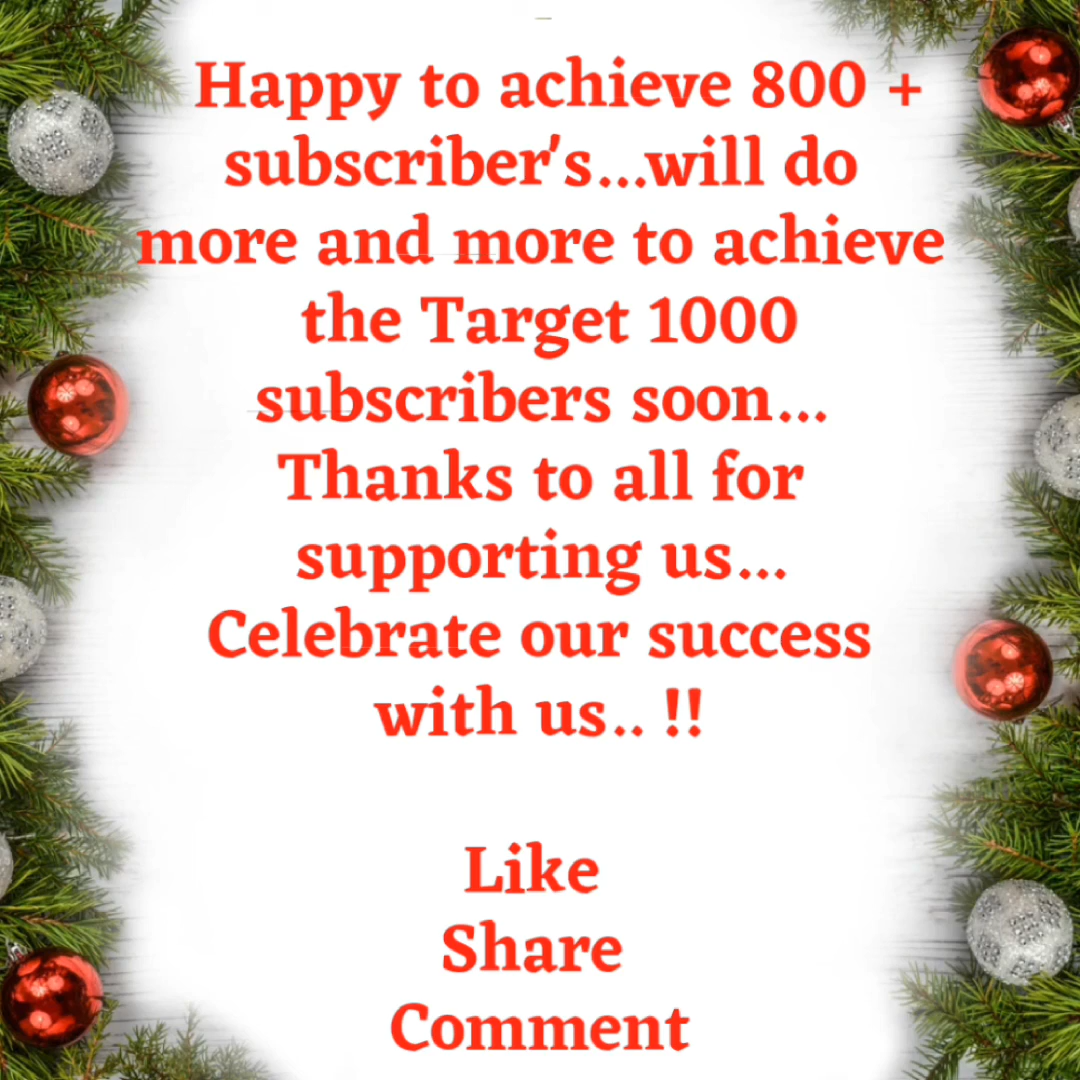 Happy to achieve 800 +
subscriber's...will do
more and more to achieve
the Target 1000
subscribers soon...
Thanks to all for
supporting us...
Celebrate our success
with us.. !!
Like
Share
Comment